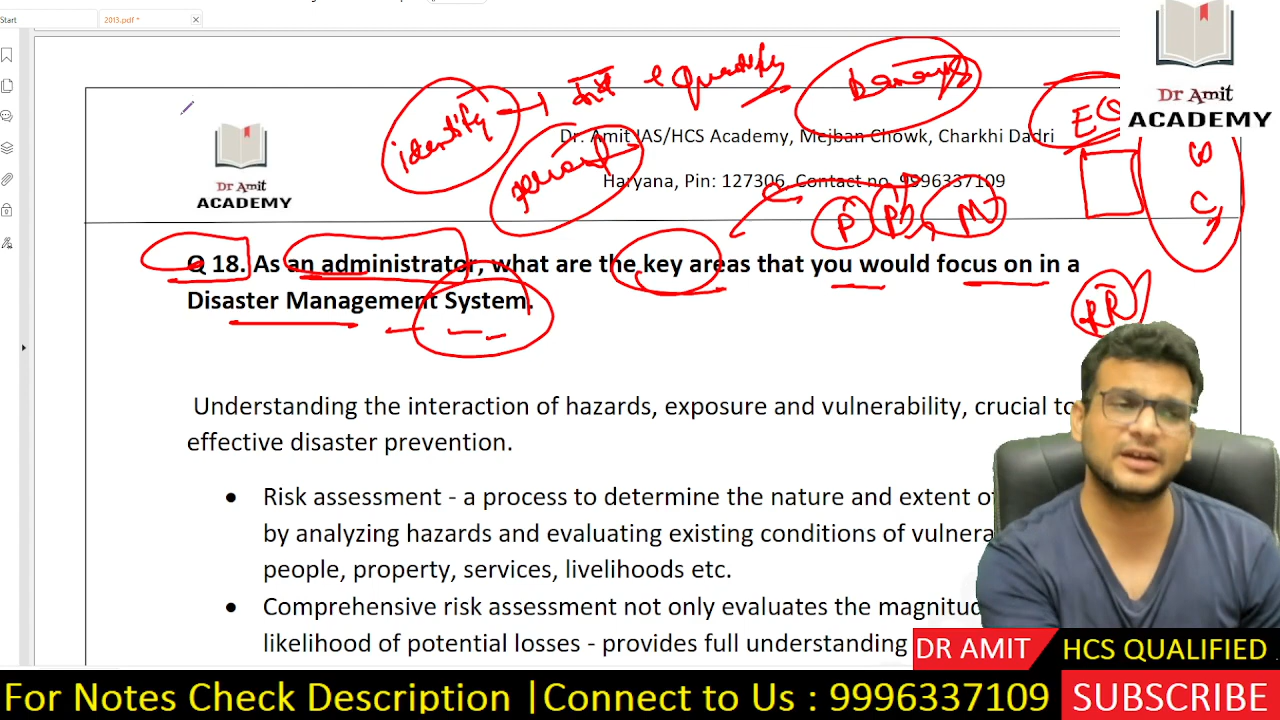 Start
2013.pdf *
identify
quantify
Dr Amit
ACADEMY
Dr Amit
ACADEMY
Dr. Amit IAS/HCS Academy, Mejban Chowk, Charkhi Dadri
Haryana, Pin: 127306, Contact no. 9996337109
P
M
Q 18. As an administrator, what are the key areas that you would focus on in a
Disaster Management System.
RR
Understanding the interaction of hazards, exposure and vulnerability, crucial to
effective disaster prevention.
• Risk assessment - a process to determine the nature and extent of
by analyzing hazards and evaluating existing conditions of vulnera
people, property, services, livelihoods etc.
• Comprehensive risk assessment not only evaluates the magnitud
likelihood of potential losses - provides full understanding
DR AMIT HCS QUALIFIED
For Notes Check Description |Connect to Us : 9996337109 SUBSCRIBE